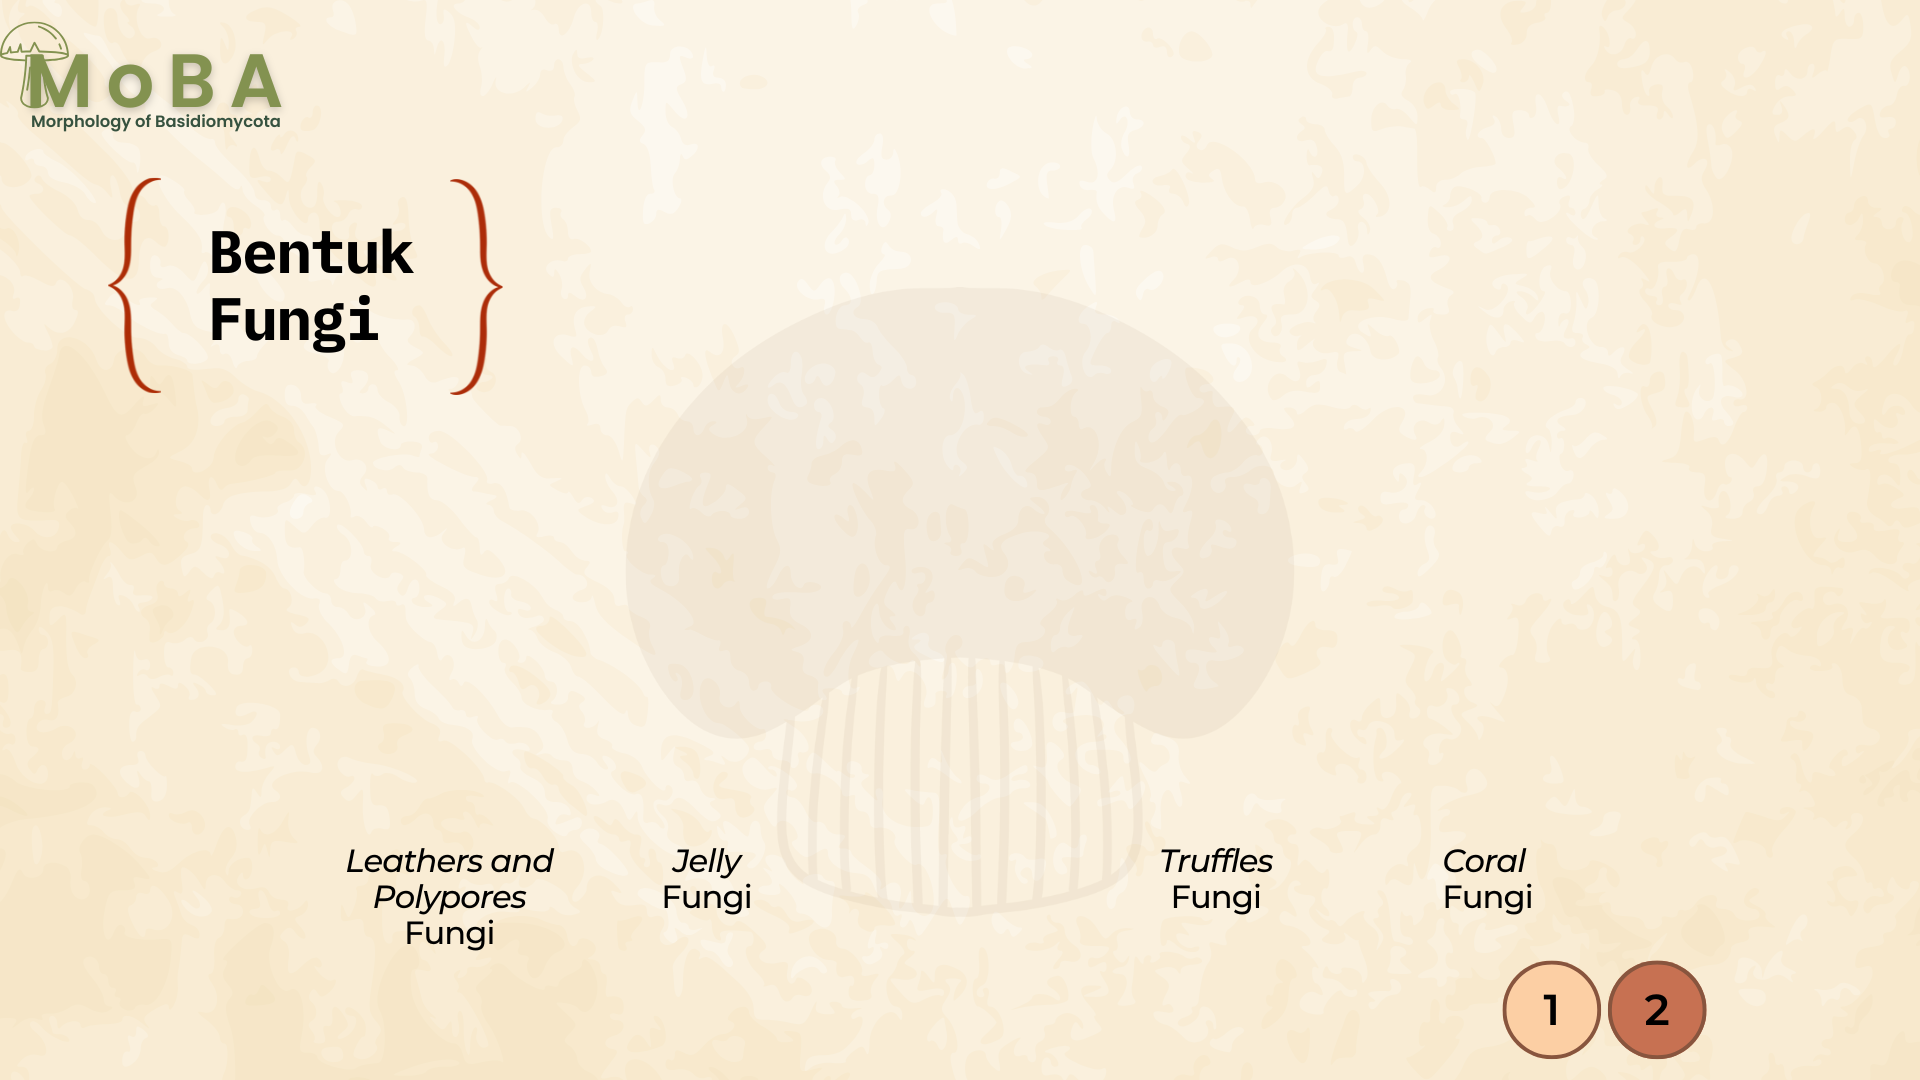 MoBA
Morphology of Basidiomycota
Bentuk
Fungi
Leathers and
Polypores
Fungi
Jelly
Fungi
Truffles
Fungi
Coral
Fungi
1
2